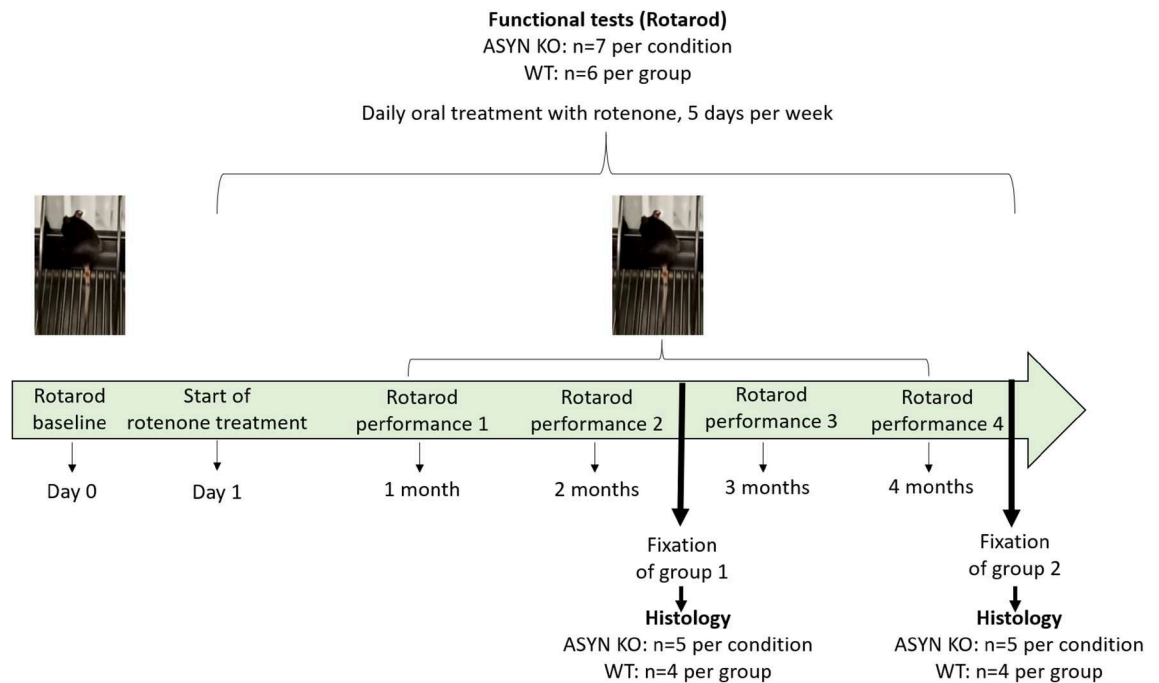 Functional tests (Rotarod)
ASYN KO: n=7 per condition
WT: n=6 per group
Daily oral treatment with rotenone, 5 days per week
Rotarod
baseline
Start of
rotenone treatment
Rotarod
performance 1
Rotarod
performance 2
Rotarod
performance 3
Rotarod
performance 4
Day 0
Day 1
1 month
2 months
3 months
4 months
Fixation
of group 1
Histology
ASYN KO: n=5 per condition
WT: n=4 per group
Fixation
of group 2
Histology
ASYN KO: n=5 per condition
WT: n=4 per group